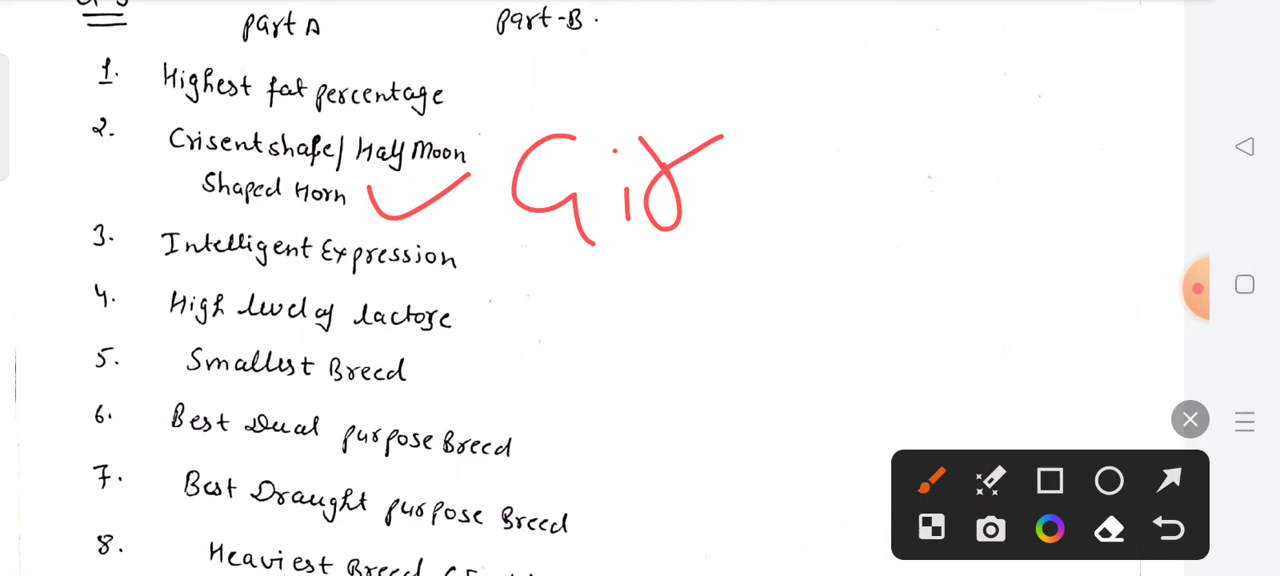 Part A Part-B.
1. Highest fat percentage
2. Crisent shape/ Half Moon
Shaped Horn Gir
3. Intelligent Expression
4. High level of lactose
5. Smallest Breed
6. Best Dual purpose Breed
7. Best Draught purpose Breed
8. Heaviest Breed